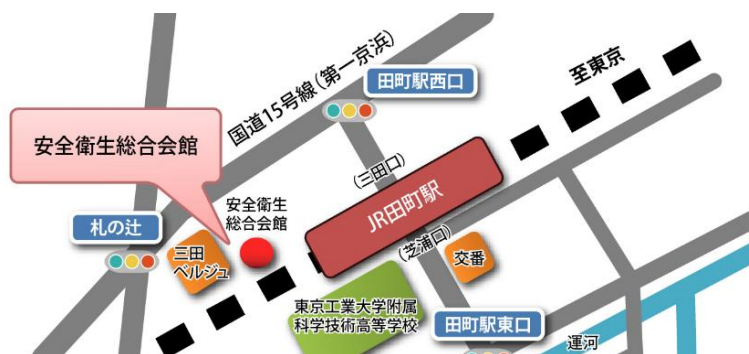 国道15号線(第一京浜)
田町駅西口
至東京
安全衛生総合会館
(三田口)
JR田町駅
安全衛生
総合会館
札の辻
三田
ベルジュ
(芝浦口)
交番
東京工業大学附属
科学技術高等学校
田町駅東口
運河